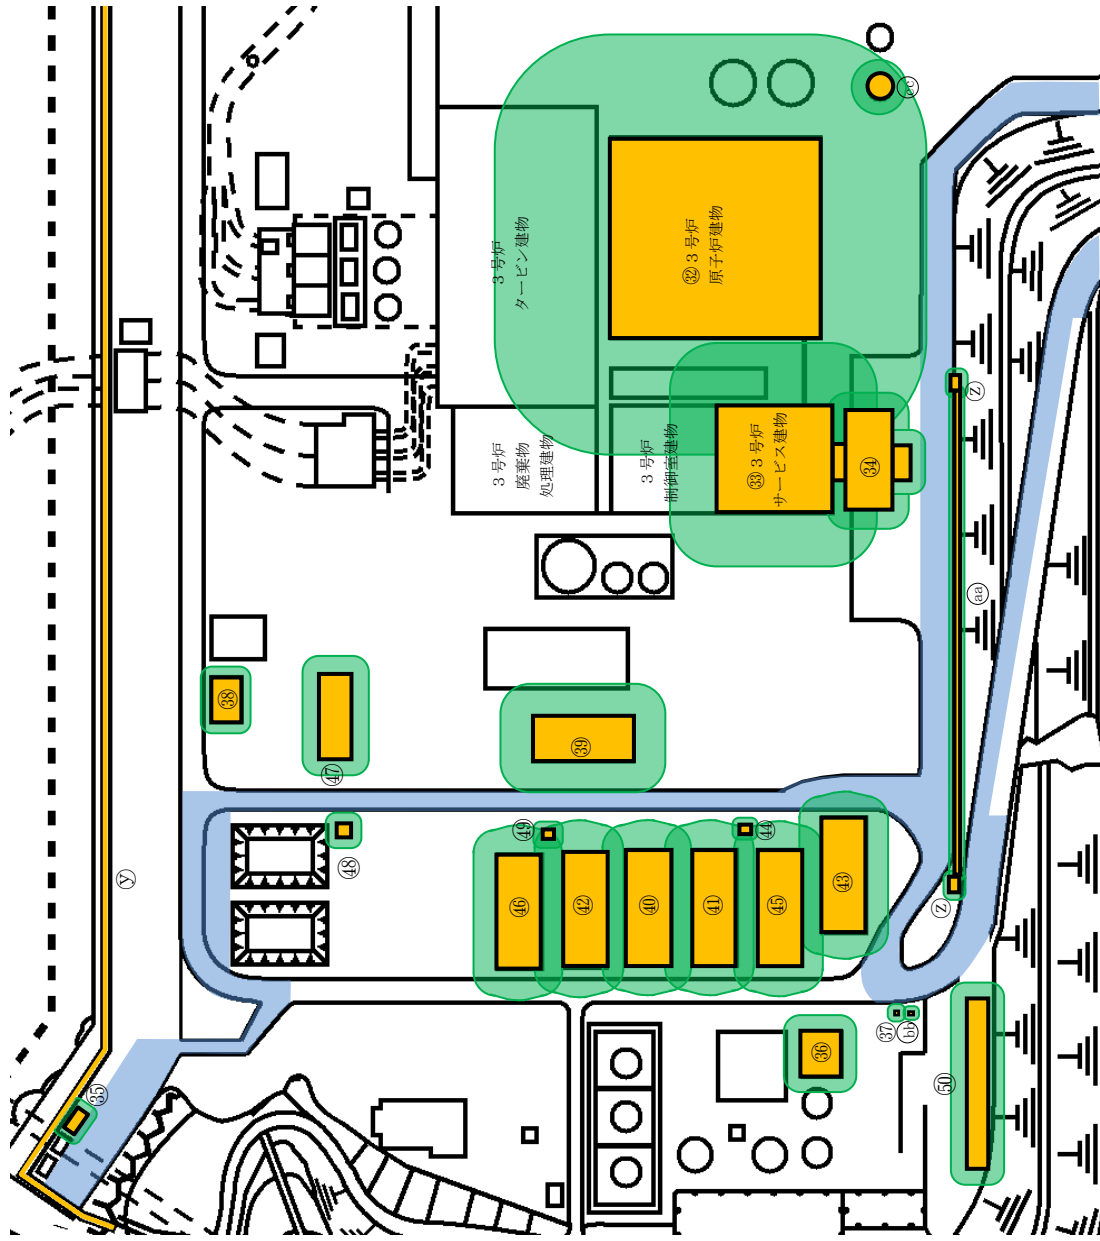 cc
３号炉
タービン建物
㉜３号炉
原子炉建物
３号炉
廃棄物
処理建物
３号炉
制御室建物
㉝３号炉
サービス建物
㉞
z
aa
㊳
㊼
㊴
㊾
㊹
㊽
y
㊻
㊷
㊵
㊶
㊺
㊸
z
㊲
bb
㊱
㊿
㉟